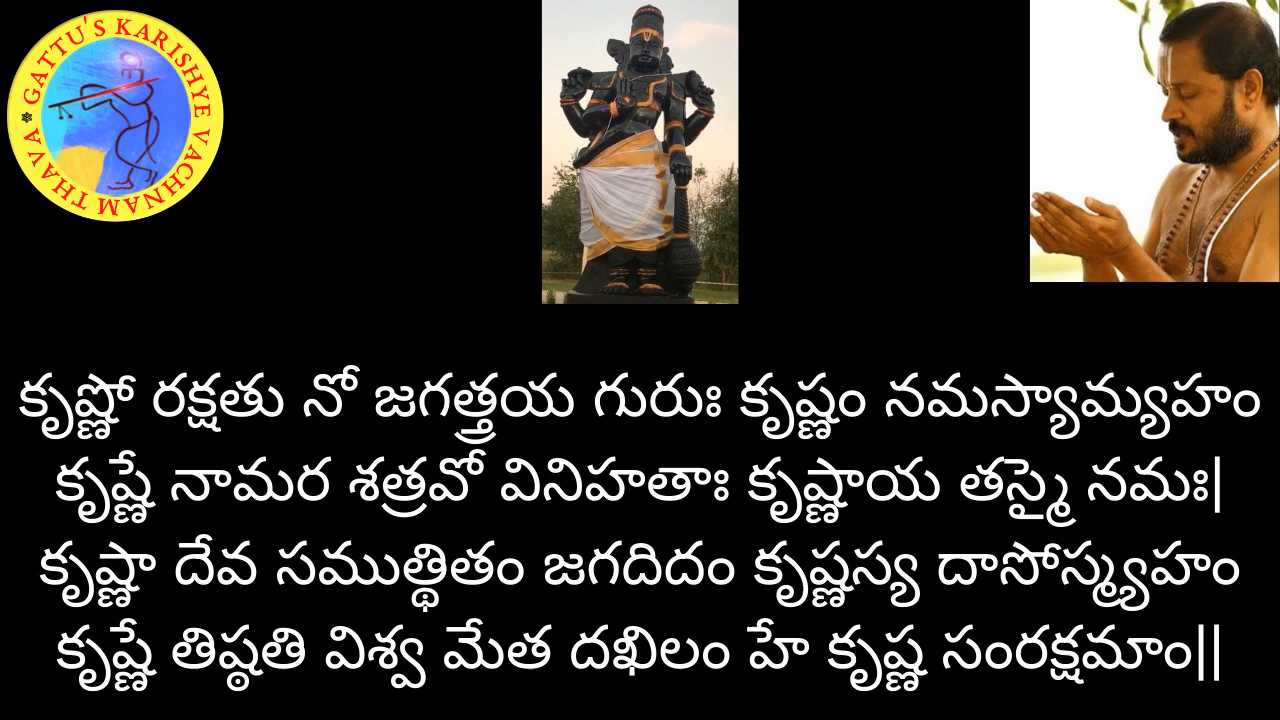 GATTU'S KARISHYE VACHNAM THAVA
కృష్ణో రక్షతు నో జగత్త్రయ గురుః కృష్ణం నమస్యామ్యహం
కృష్ణే నామర శత్రవో వినిహతాః కృష్ణాయ తస్మై నమః|
కృష్ణా దేవ సముత్థితం జగదిదం కృష్ణస్య దాసోస్మ్యహం
కృష్ణే తిష్ఠతి విశ్వ మేత దఖిలం హే కృష్ణ సంరక్షమాం||